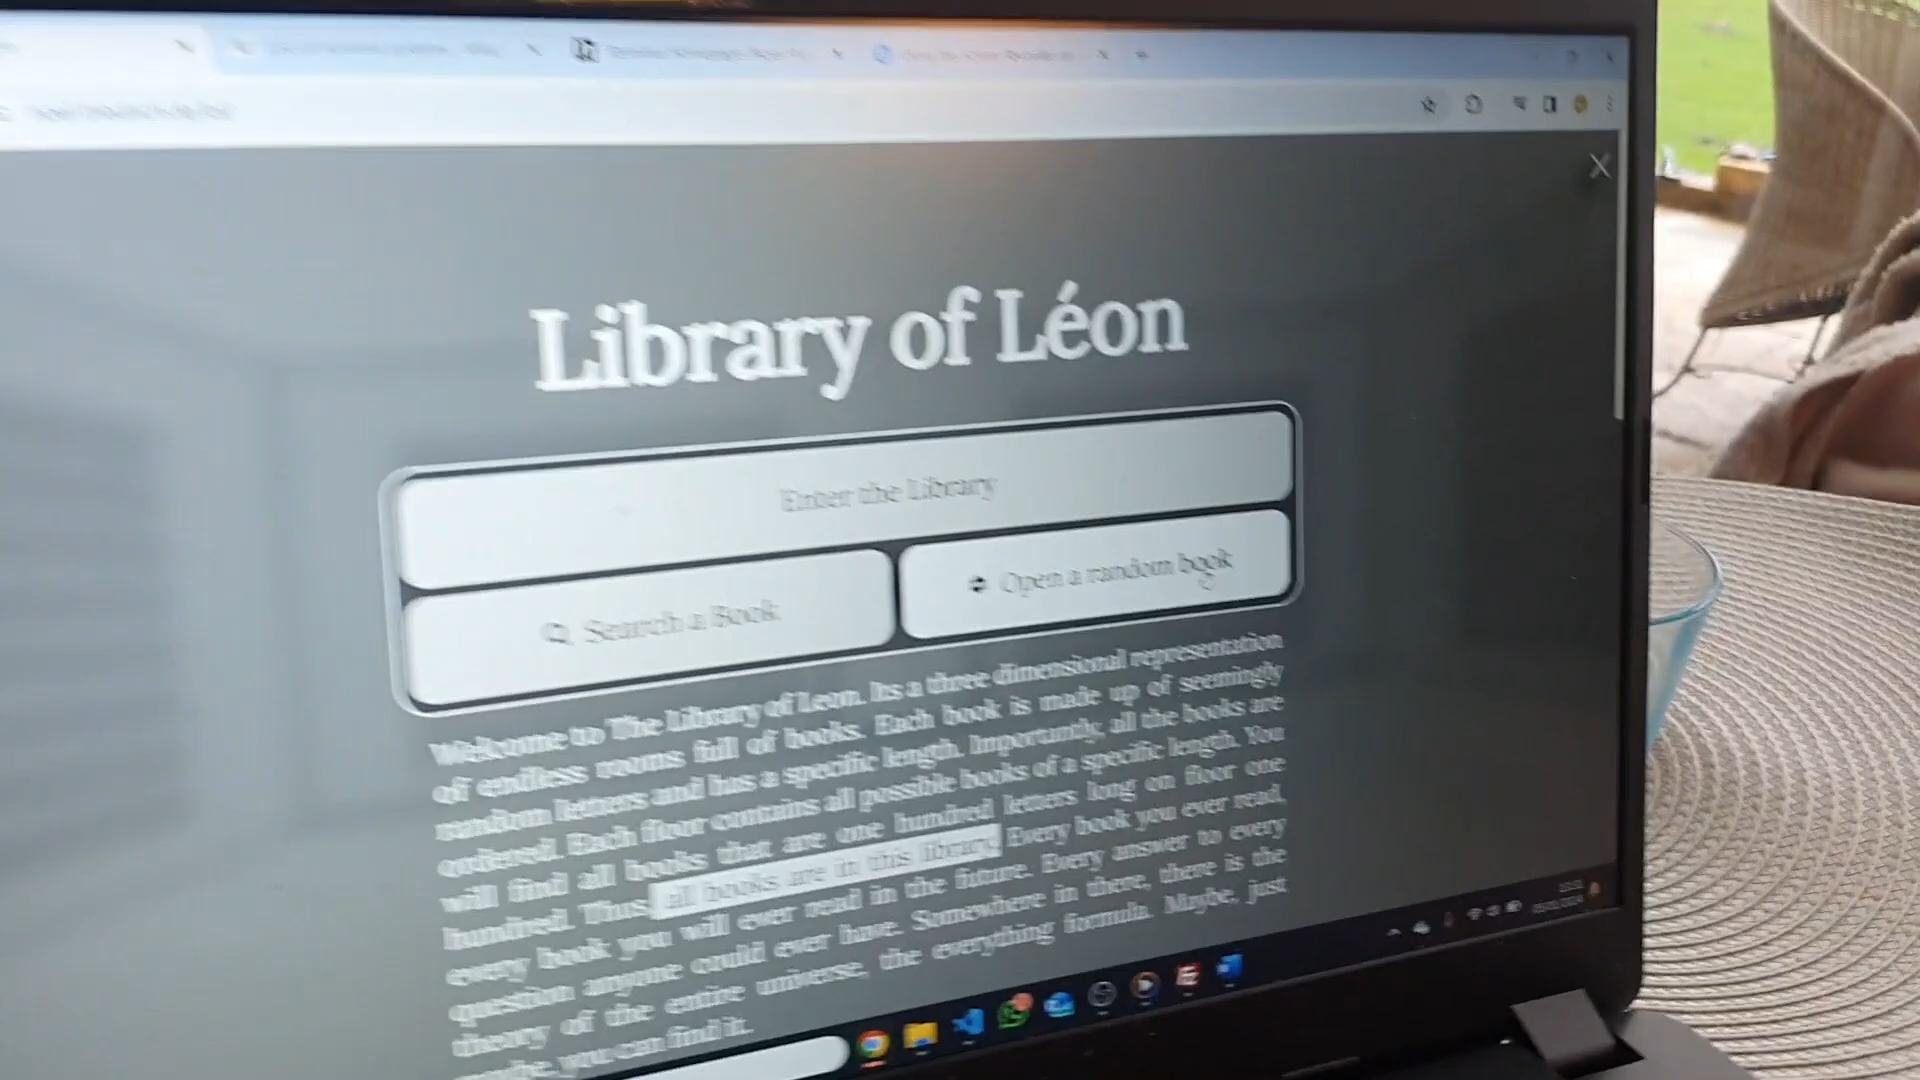 Library of Léon
Enter the Library
Search a Book
Open a random book
Welcome to The Library of Leon. Its a three dimensional representation
of endless rooms full of books. Each book is made up of seemingly
random letters and has a specific length. Importantly, all the books are
ordered. Each floor contains all possible books of a specific length. You
will find all books that are one hundred letters long on floor one
hundred. Thus all books are in this library. Every book you ever read,
every book you will ever read in the future. Every answer to every
question anyone could ever have. Somewhere in there, there is the
theory of the entire universe, the everything formula. Maybe, just
maybe, you can find it.